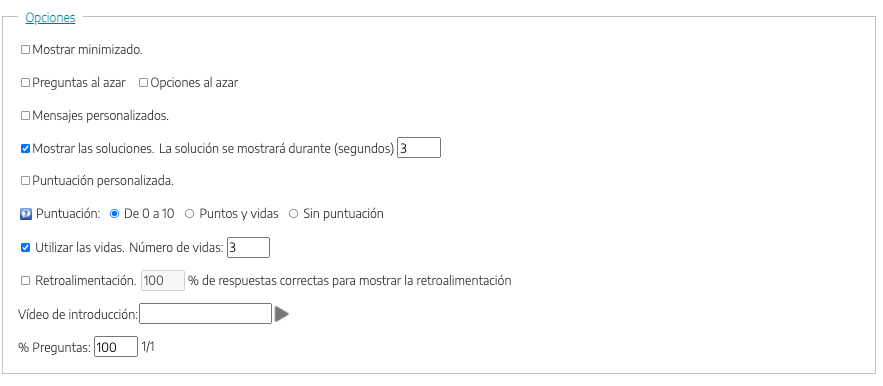 Opciones
Mostrar minimizado.
Preguntas al azar Opciones al azar
Mensajes personalizados.
Mostrar las soluciones. La solución se mostrará durante (segundos) 3
Puntuación personalizada.
Puntuación: De 0 a 10 Puntos y vidas Sin puntuación
Utilizar las vidas. Número de vidas: 3
Retroalimentación. 100 % de respuestas correctas para mostrar la retroalimentación
Vídeo de introducción:
% Preguntas: 100 1/1